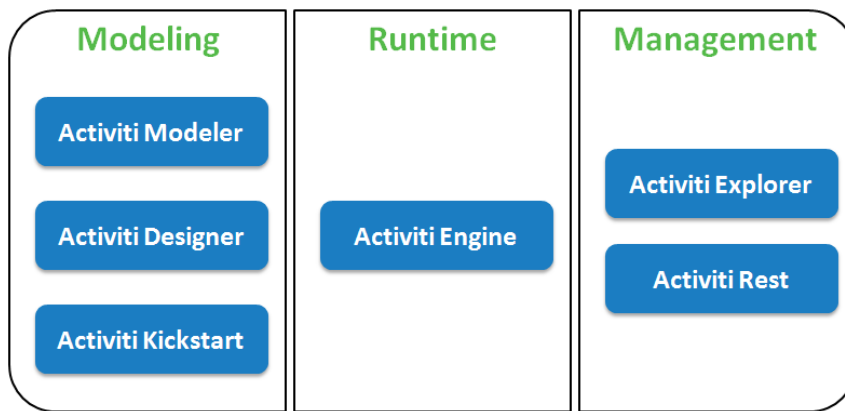 Modeling
Activiti Modeler
Activiti Designer
Activiti Kickstart
Runtime
Activiti Engine
Management
Activiti Explorer
Activiti Rest